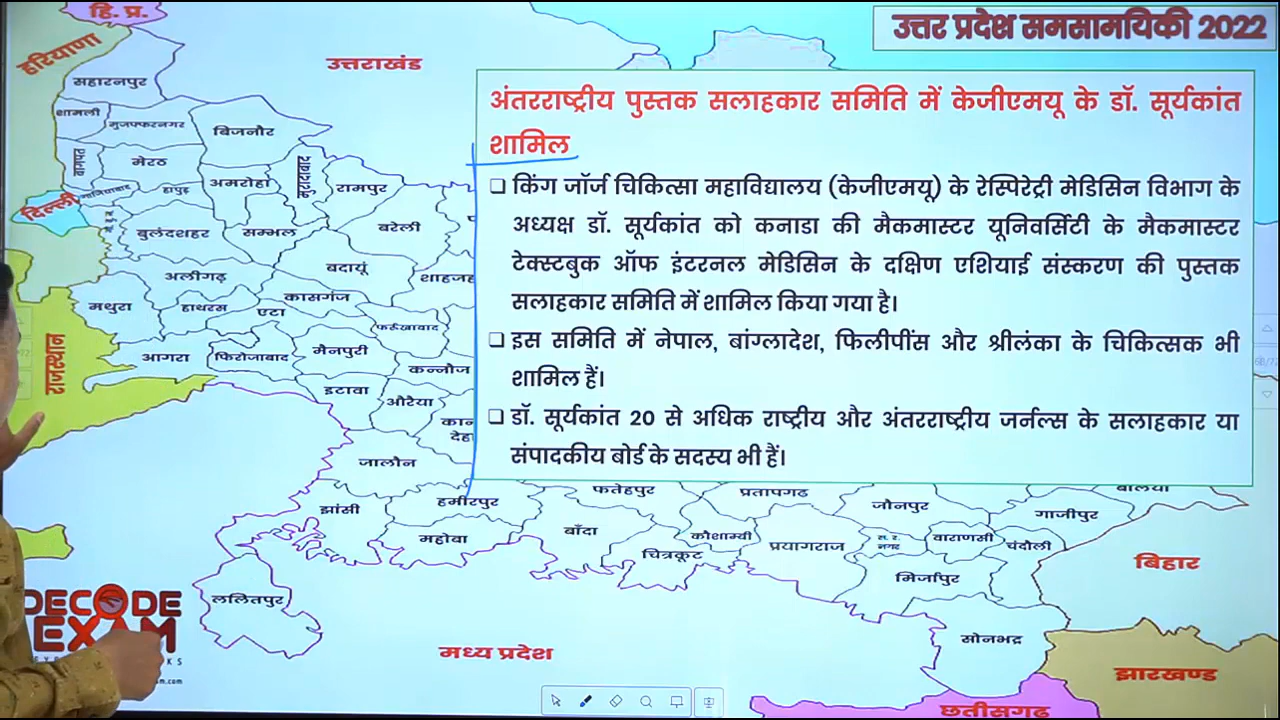 हि. प्र.
उत्तर प्रदेश समसामयिकी 2022
हरियाणा
उत्तराखंड
सहारनपुर
अंतरराष्ट्रीय पुस्तक सलाहकार समिति में केजीएमयू के डॉ. सूर्यकांत
शामिल
शामली
मुजफ्फरनगर
बिजनौर
बागपत
मेरठ
अमरोहा
मुरादाबाद
रामपुर
किंग जॉर्ज चिकित्सा महाविद्यालय (केजीएमयू) के रेस्पिरेट्री मेडिसिन विभाग के
अध्यक्ष डॉ. सूर्यकांत को कनाडा की मैकमास्टर यूनिवर्सिटी के मैकमास्टर
टेक्स्टबुक ऑफ इंटरनल मेडिसिन के दक्षिण एशियाई संस्करण की पुस्तक
सलाहकार समिति में शामिल किया गया है।
दिल्ली
गाजियाबाद
हापुड़
बुलंदशहर
सम्भल
बरेली
अलीगढ़
बदायूं
शाहजह
मथुरा
हाथरस
एटा
कासगंज
फर्रुखाबाद
इस समिति में नेपाल, बांग्लादेश, फिलीपींस और श्रीलंका के चिकित्सक भी
शामिल हैं।
राजस्थान
आगरा
फिरोजाबाद
मैनपुरी
कन्नौज
इटावा
औरैया
कान
देहा
डॉ. सूर्यकांत 20 से अधिक राष्ट्रीय और अंतरराष्ट्रीय जर्नल्स के सलाहकार या
संपादकीय बोर्ड के सदस्य भी हैं।
जालौन
झांसी
हमीरपुर
फतेहपुर
प्रतापगढ़
जौनपुर
बलिया
गाजीपुर
महोबा
बाँदा
चित्रकूट
कौशाम्बी
प्रयागराज
स. र.
नगर
वाराणसी
चंदौली
मिर्जापुर
बिहार
ललितपुर
सोनभद्र
DECODE
EXAM
मध्य प्रदेश
झारखण्ड
छत्तीसगढ़